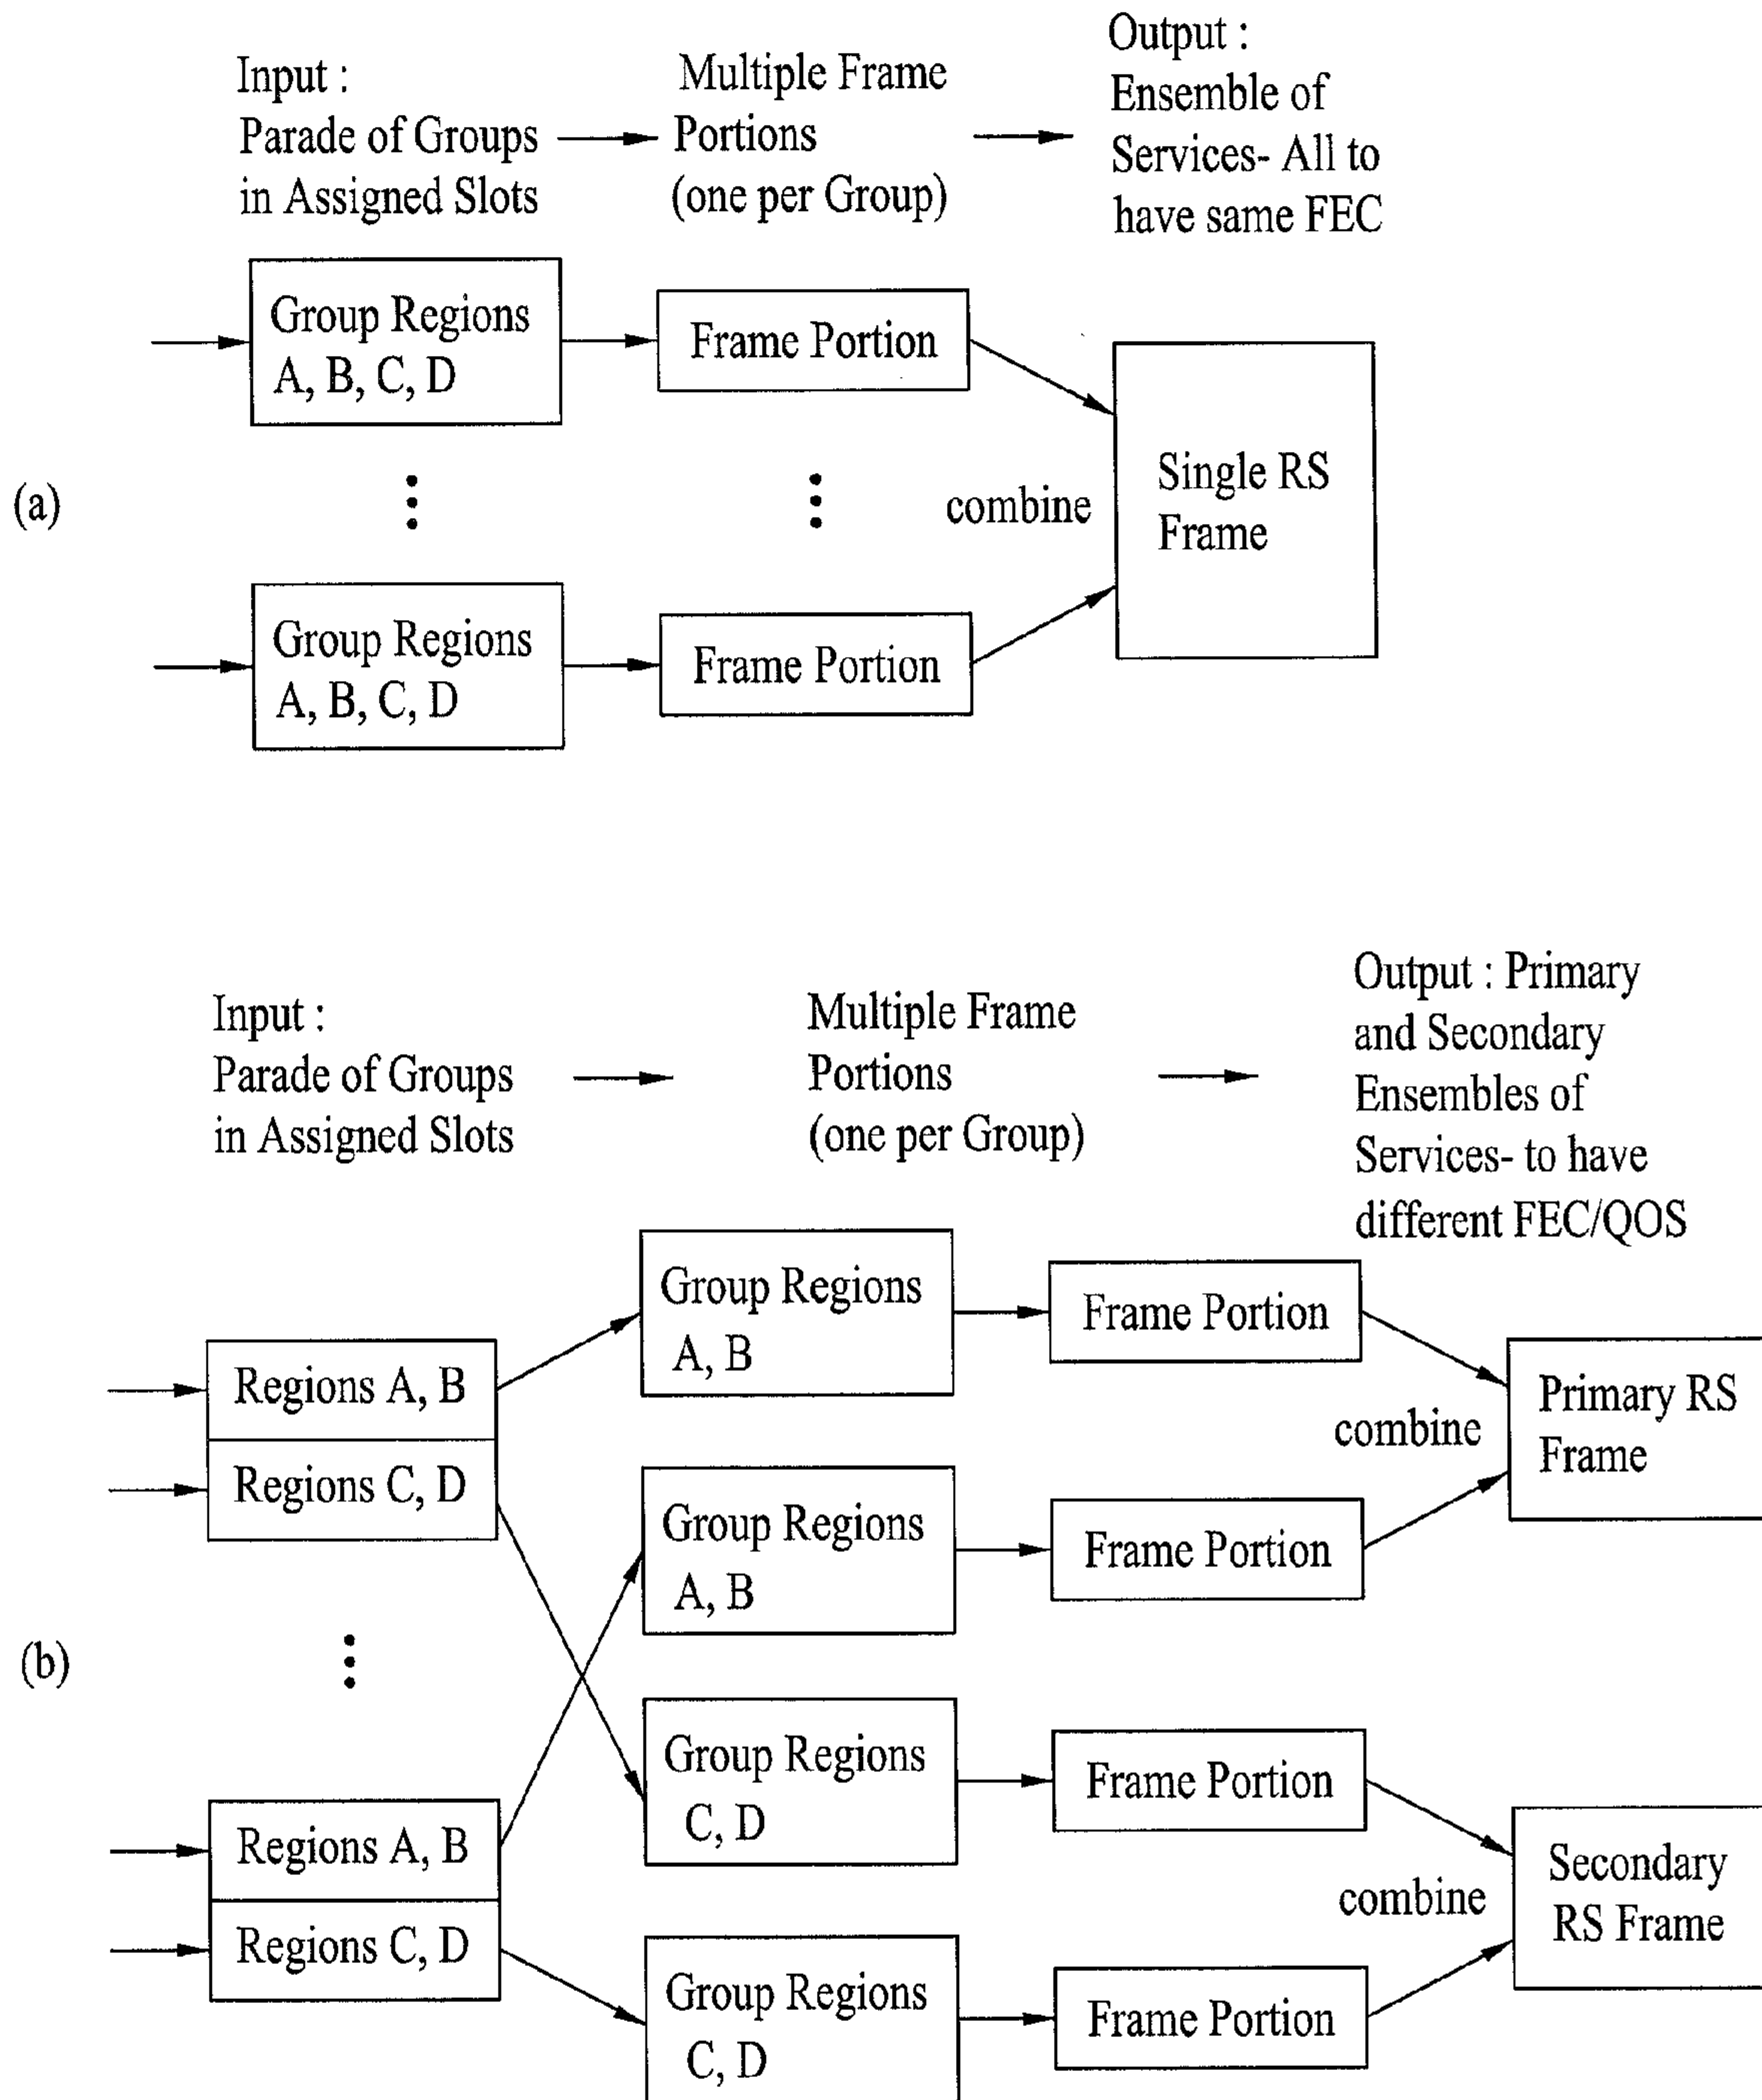 Input :
Parade of Groups
in Assigned Slots
Multiple Frame
Portions
(one per Group)
Output :
Ensemble of
Services- All to
have same FEC
Group Regions
A, B, C, D
Frame Portion
(a)
combine
Single RS
Frame
Group Regions
A, B, C, D
Frame Portion
Input :
Parade of Groups
in Assigned Slots
Multiple Frame
Portions
(one per Group)
Output : Primary
and Secondary
Ensembles of
Services- to have
different FEC/QOS
Regions A, B
Regions C, D
Group Regions
A, B
Frame Portion
combine
Primary RS
Frame
Group Regions
A, B
Frame Portion
(b)
Regions A, B
Regions C, D
Group Regions
C, D
Frame Portion
combine
Secondary
RS Frame
Group Regions
C, D
Frame Portion